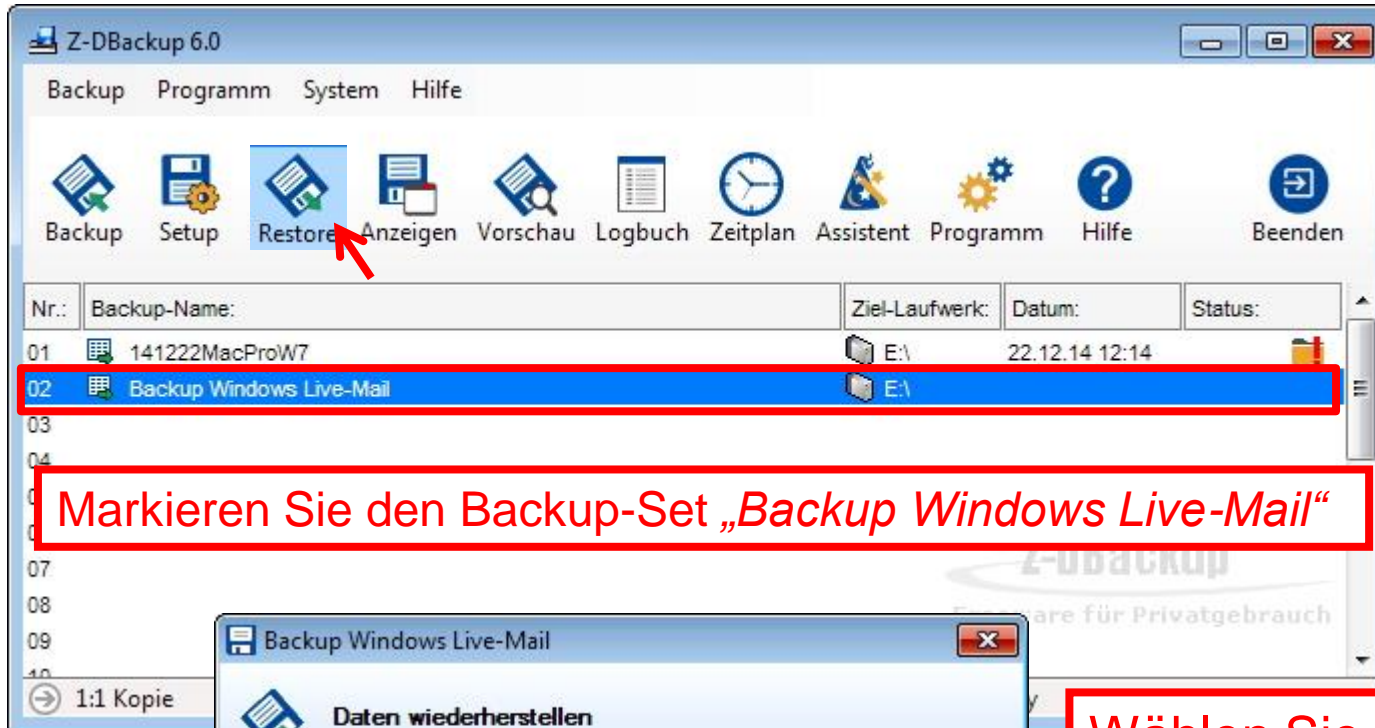 Z-DBackup 6.0
Backup Programm System Hilfe
Backup Setup Restore Anzeigen Vorschau Logbuch Zeitplan Assistent Programm Hilfe Beenden
Nr.: Backup-Name: Ziel-Laufwerk: Datum: Status:
01 141222MacProW7 E:\ 22.12.14 12:14
02 Backup Windows Live-Mail E:\
03
04
Markieren Sie den Backup-Set „Backup Windows Live-Mail“
07
Z-DBackup
08
für Privatgebrauch
09
Backup Windows Live-Mail
10
1:1 Kopie
Daten wiederherstellen
Wählen Sie